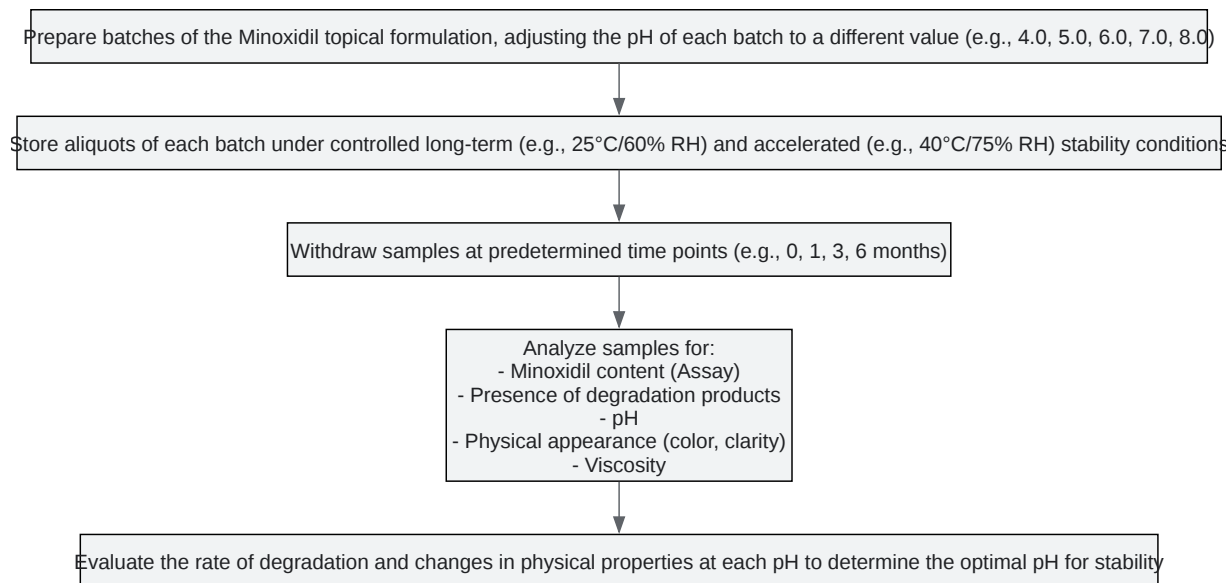 Prepare batches of the Minoxidil topical formulation, adjusting the pH of each batch to a different value (e.g., 4.0, 5.0, 6.0, 7.0, 8.0)
Store aliquots of each batch under controlled long-term (e.g., 25°C/60% RH) and accelerated (e.g., 40°C/75% RH) stability conditions
Withdraw samples at predetermined time points (e.g., 0, 1, 3, 6 months)
Analyze samples for:
- Minoxidil content (Assay)
- Presence of degradation products
- pH
- Physical appearance (color, clarity)
- Viscosity
Evaluate the rate of degradation and changes in physical properties at each pH to determine the optimal pH for stability